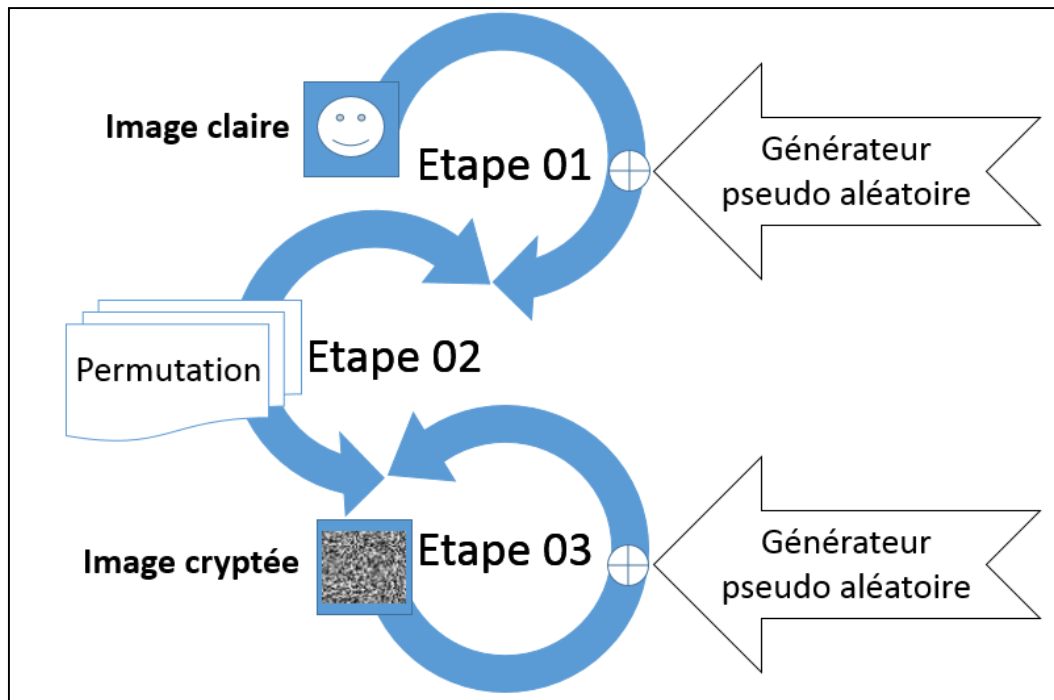 Image claire
Etape 01
Générateur
pseudo aléatoire
Permutation
Etape 02
Image cryptée
Etape 03
Générateur
pseudo aléatoire